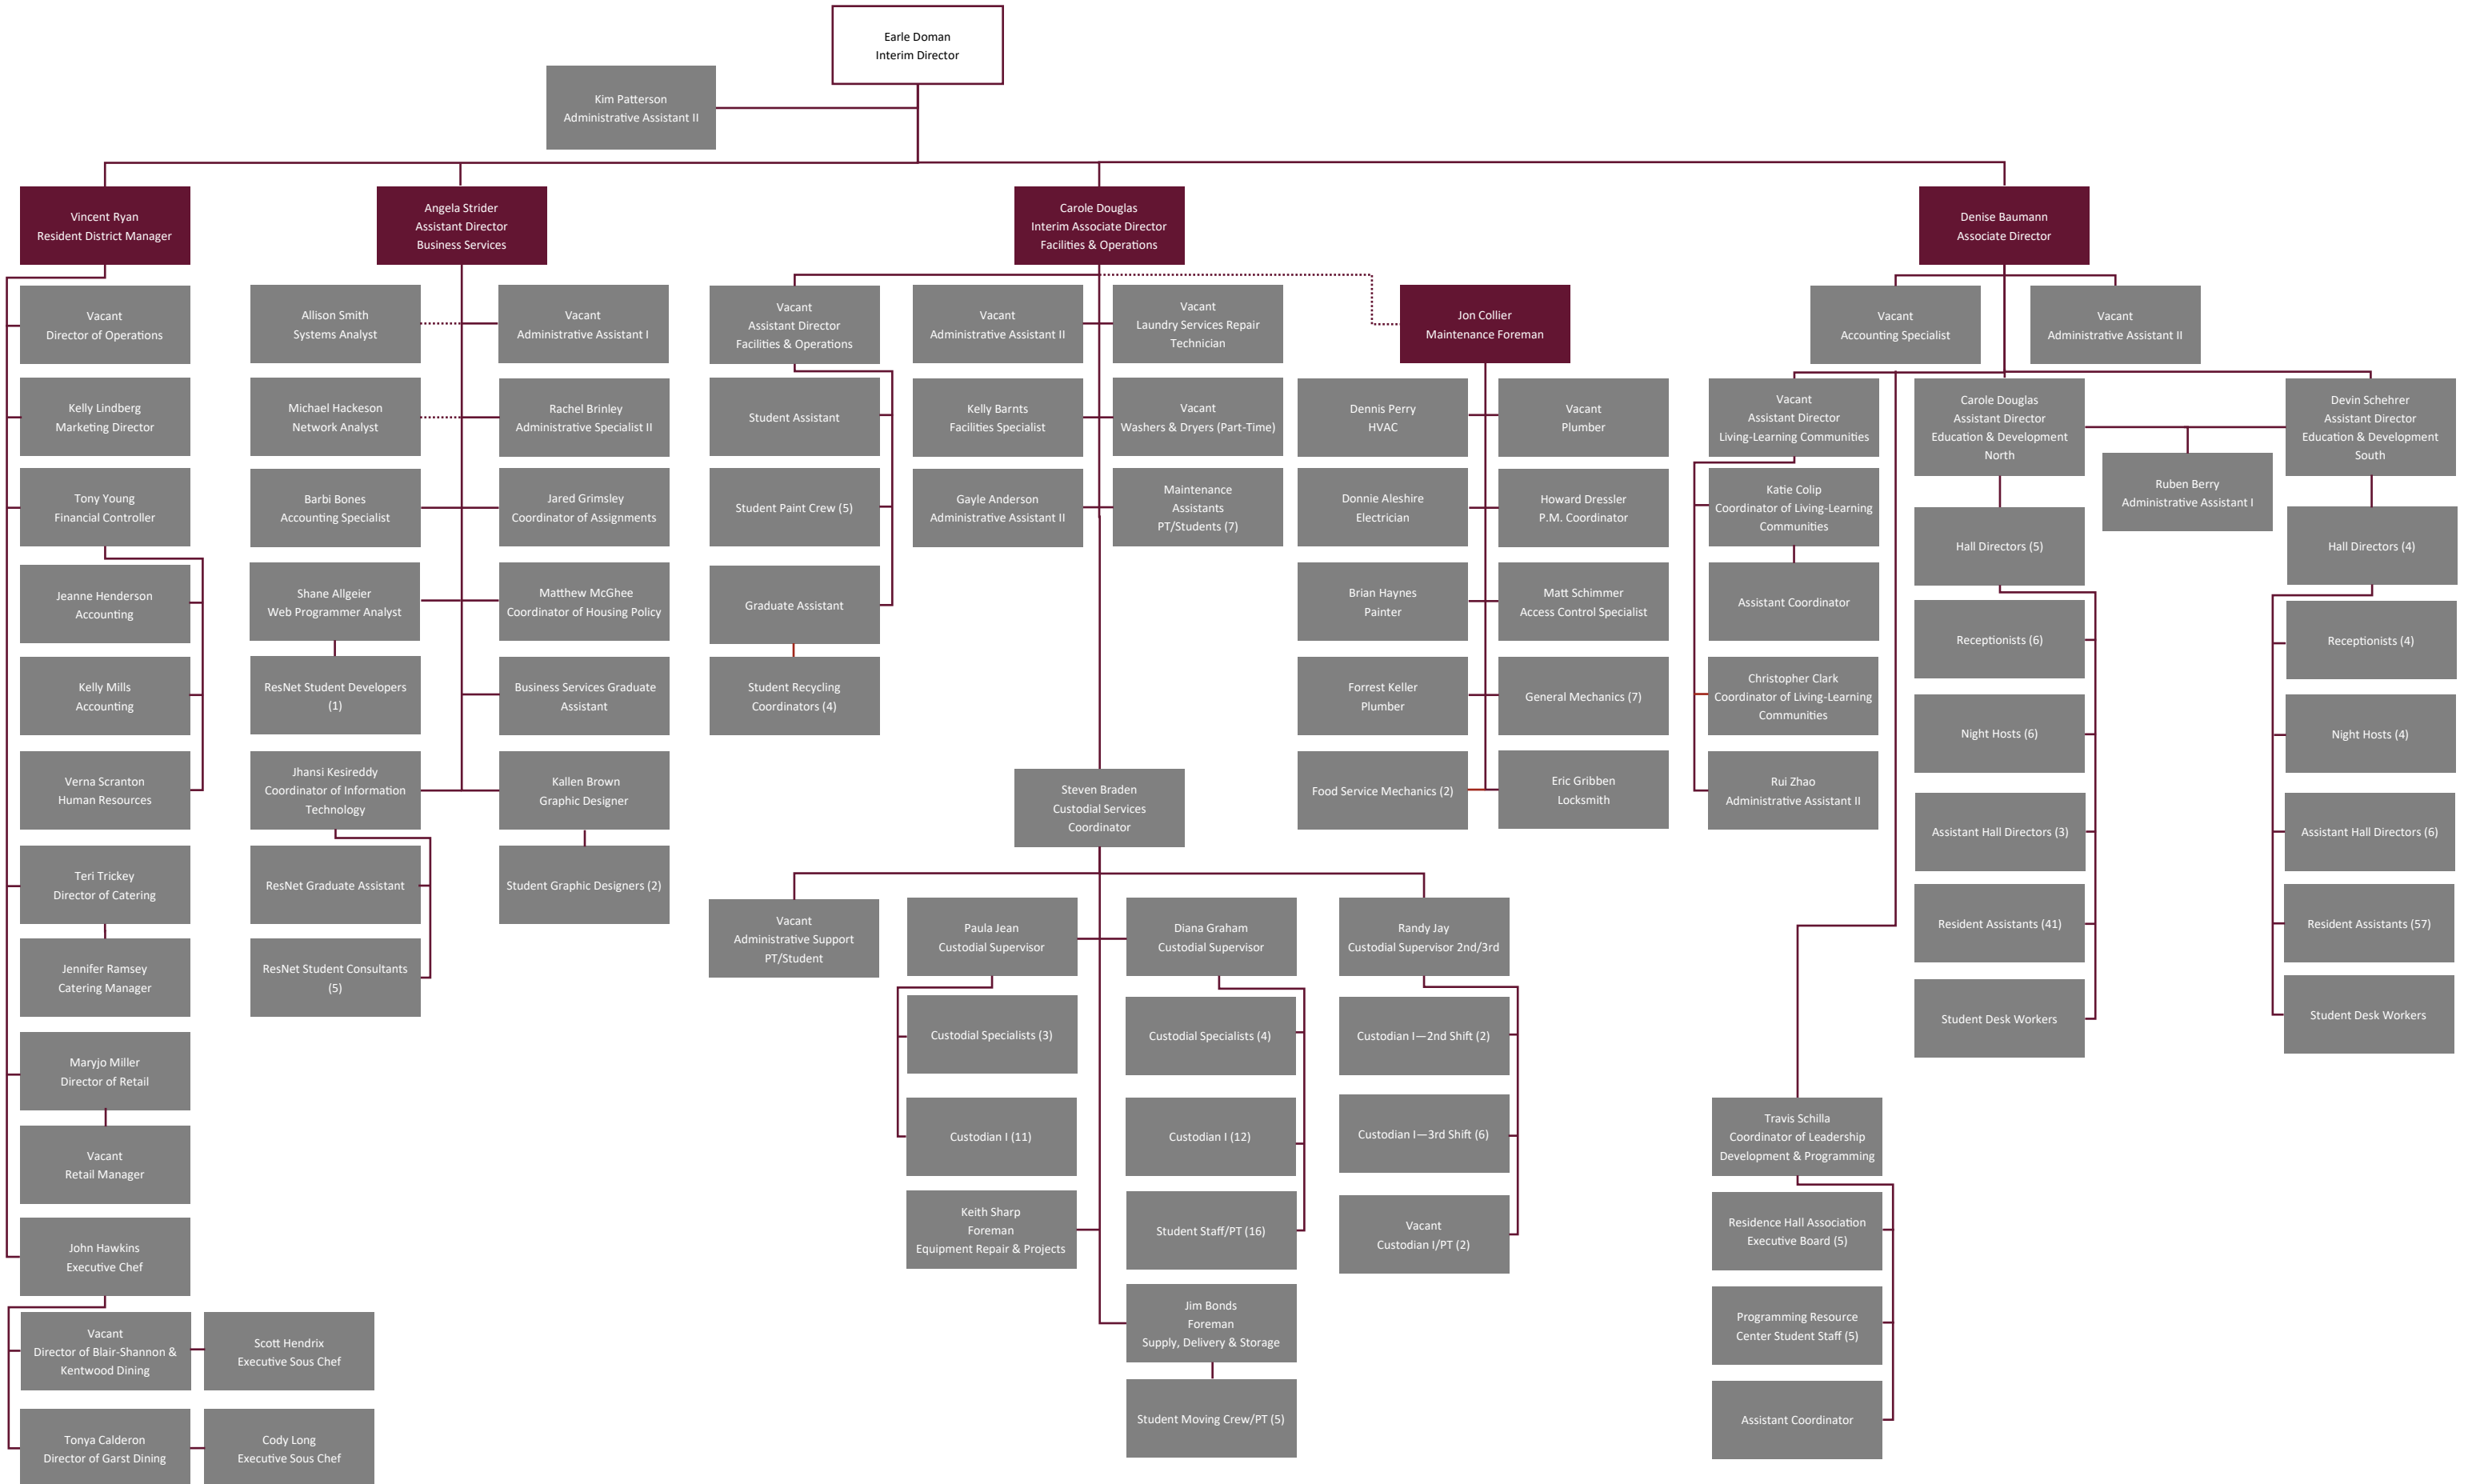 Earle Doman
Interim Director
Kim Patterson
Administrative Assistant II
Vincent Ryan
Resident District Manager
Vacant
Director of Operations
Kelly Lindberg
Marketing Director
Tony Young
Financial Controller
Jeanne Henderson
Accounting
Kelly Mills
Accounting
Verna Scranton
Human Resources
Teri Trickey
Director of Catering
Jennifer Ramsey
Catering Manager
Maryjo Miller
Director of Retail
Vacant
Retail Manager
John Hawkins
Executive Chef
Vacant
Director of Blair-Shannon &
Kentwood Dining
Scott Hendrix
Executive Sous Chef
Tonya Calderon
Director of Garst Dining
Cody Long
Executive Sous Chef
Angela Strider
Assistant Director
Business Services
Allison Smith
Systems Analyst
Vacant
Administrative Assistant I
Michael Hackeson
Network Analyst
Rachel Brinley
Administrative Specialist II
Barbi Bones
Accounting Specialist
Jared Grimsley
Coordinator of Assignments
Shane Allgeier
Web Programmer Analyst
Matthew McGhee
Coordinator of Housing Policy
ResNet Student Developers
(1)
Business Services Graduate
Assistant
Jhansi Kesireddy
Coordinator of Information
Technology
Kallen Brown
Graphic Designer
ResNet Graduate Assistant
Student Graphic Designers (2)
ResNet Student Consultants
(5)
Carole Douglas
Interim Associate Director
Facilities & Operations
Vacant
Assistant Director
Facilities & Operations
Student Assistant
Student Paint Crew (5)
Graduate Assistant
Student Recycling
Coordinators (4)
Vacant
Administrative Assistant II
Vacant
Laundry Services Repair
Technician
Kelly Barnts
Facilities Specialist
Vacant
Washers & Dryers (Part-Time)
Gayle Anderson
Administrative Assistant II
Maintenance
Assistants
PT/Students (7)
Steven Braden
Custodial Services
Coordinator
Vacant
Administrative Support
PT/Student
Paula Jean
Custodial Supervisor
Custodial Specialists (3)
Custodian I (11)
Keith Sharp
Foreman
Equipment Repair & Projects
Diana Graham
Custodial Supervisor
Custodial Specialists (4)
Custodian I (12)
Student Staff/PT (16)
Jim Bonds
Foreman
Supply, Delivery & Storage
Student Moving Crew/PT (5)
Randy Jay
Custodial Supervisor 2nd/3rd
Custodian I—2nd Shift (2)
Custodian I—3rd Shift (6)
Vacant
Custodian I/PT (2)
Jon Collier
Maintenance Foreman
Dennis Perry
HVAC
Vacant
Plumber
Donnie Aleshire
Electrician
Howard Dressler
P.M. Coordinator
Brian Haynes
Painter
Matt Schimmer
Access Control Specialist
Forrest Keller
Plumber
General Mechanics (7)
Food Service Mechanics (2)
Eric Gribben
Locksmith
Denise Baumann
Associate Director
Vacant
Accounting Specialist
Vacant
Administrative Assistant II
Vacant
Assistant Director
Living-Learning Communities
Katie Colip
Coordinator of Living-Learning
Communities
Assistant Coordinator
Christopher Clark
Coordinator of Living-Learning
Communities
Rui Zhao
Administrative Assistant II
Travis Schilla
Coordinator of Leadership
Development & Programming
Residence Hall Association
Executive Board (5)
Programming Resource
Center Student Staff (5)
Assistant Coordinator
Carole Douglas
Assistant Director
Education & Development
North
Hall Directors (5)
Receptionists (6)
Night Hosts (6)
Assistant Hall Directors (3)
Resident Assistants (41)
Student Desk Workers
Ruben Berry
Administrative Assistant I
Devin Schehrer
Assistant Director
Education & Development
South
Hall Directors (4)
Receptionists (4)
Night Hosts (4)
Assistant Hall Directors (6)
Resident Assistants (57)
Student Desk Workers